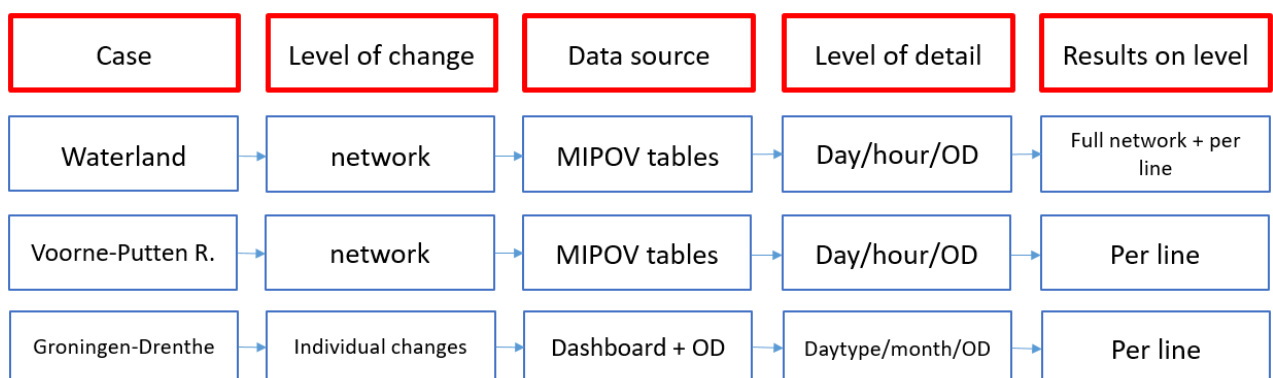 Case
Level of change
Data source
Level of detail
Results on level
Waterland
network
MIPOV tables
Day/hour/OD
Full network + per
line
Voorne-Putten R.
network
MIPOV tables
Day/hour/OD
Per line
Groningen-Drenthe
Individual changes
Dashboard + OD
Daytype/month/OD
Per line